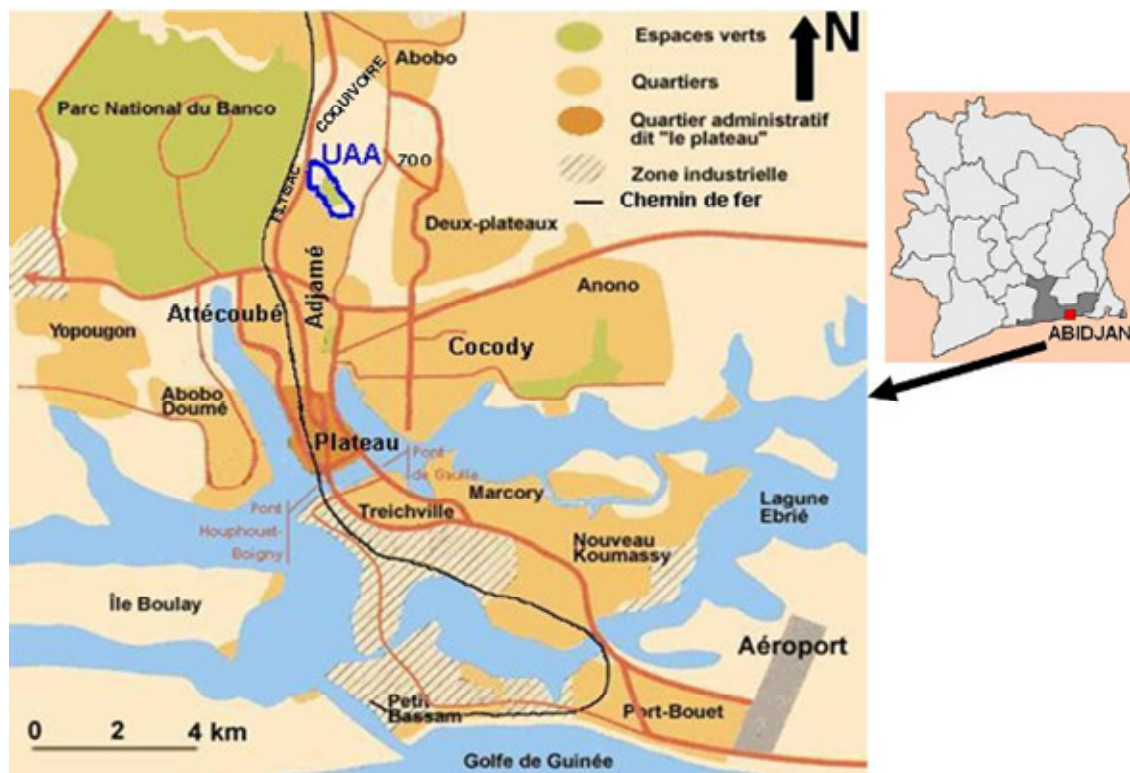 N
Espaces verts
Quartiers
Quartier administratif
dit "le plateau"
Zone industrielle
Chemin de fer
Abobo
COQUIVOIRE
Parc National du Banco
UAA
700
Deux-plateaux
Adjamé
Anono
Attécoubé
Yopougon
Cocody
Abobo
Doumé
Plateau
Pont
de Gaulle
Marcory
Treichville
Lagune
Ebrié
Pont
Houphouet-
Boigny
Nouveau
Koumassy
Île Boulay
Aéroport
Petit
Bassam
Port-Bouet
0 2 4 km
Golfe de Guinée
ABIDJAN